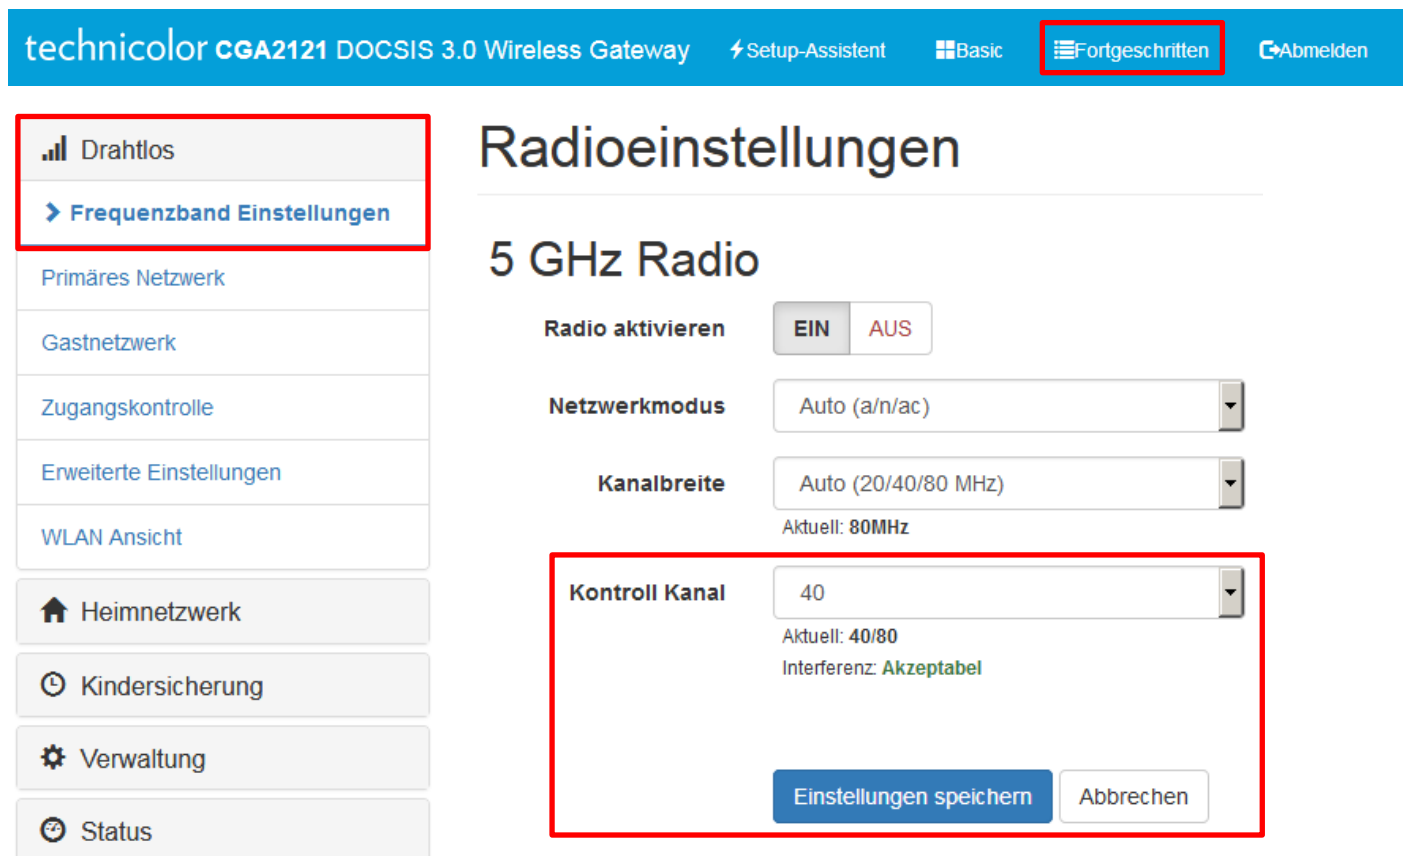 technicolor CGA2121 DOCSIS 3.0 Wireless Gateway Setup-Assistent Basic Fortgeschritten Abmelden
Drahtlos
Frequenzband Einstellungen
Primäres Netzwerk
Gastnetzwerk
Zugangskontrolle
Erweiterte Einstellungen
WLAN Ansicht
Heimnetzwerk
Kindersicherung
Verwaltung
Status
Radioeinstellungen
5 GHz Radio
Radio aktivieren EIN AUS
Netzwerkmodus Auto (a/n/ac)
Kanalbreite Auto (20/40/80 MHz)
Aktuell: 80MHz
Kontroll Kanal 40
Aktuell: 40/80
Interferenz: Akzeptabel
Einstellungen speichern Abbrechen